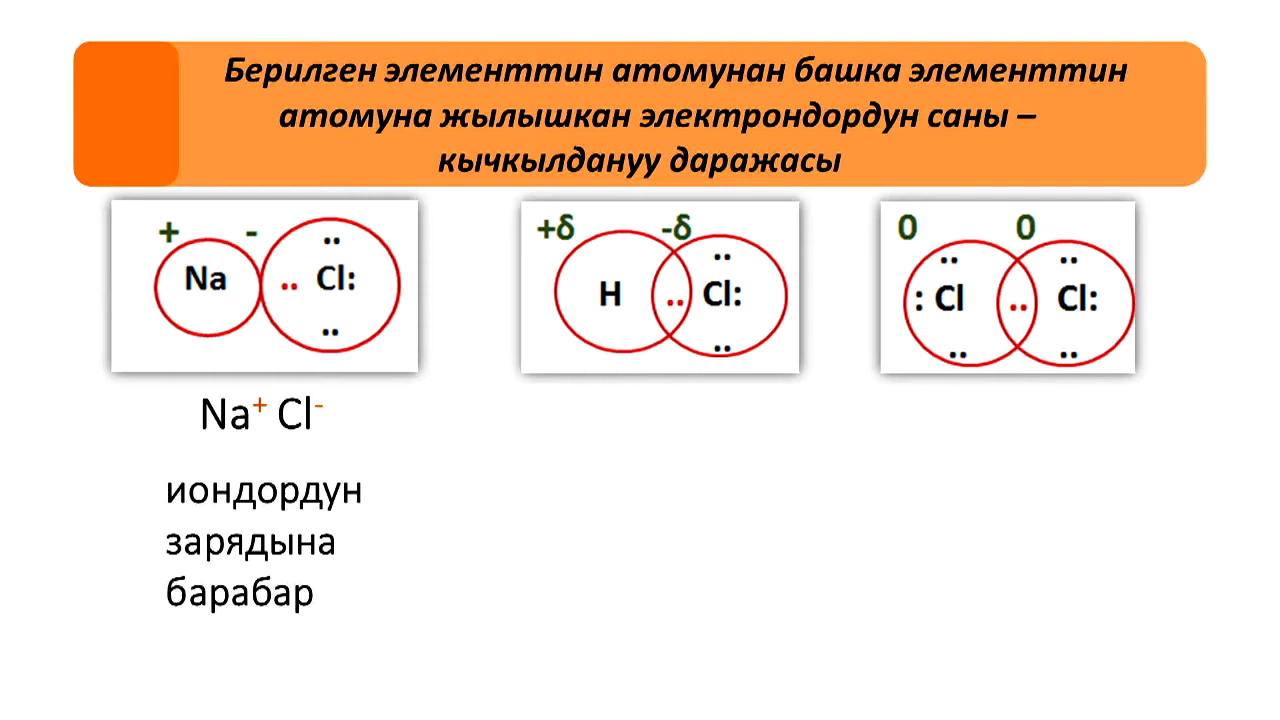 Берилген элементтин атомунан башка элементтин
атомуна жылышкан электрондордун саны –
кычкылдануу даражасы
+ -
Na .. Cl:
+δ -δ
H .. Cl:
0 0
: Cl .. Cl:
Na⁺ Cl⁻
иондордун
зарядына
барабар